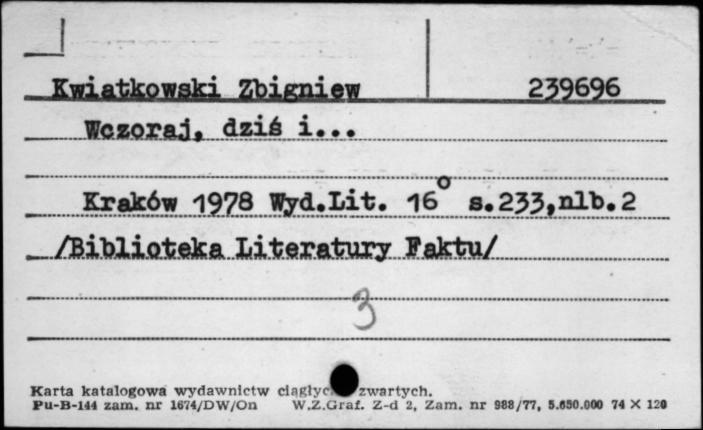 Kwiatkowski Zbigniew 239696
Wczoraj, dziś i...
Kraków 1978 Wyd.Lit. 16° s.233,nlb.2
/Biblioteka Literatury Faktu/
3
Karta katalogowa wydawnictw zwartych.
Pu-B-144 zam. nr 1674/DW/On W.Z.Graf. Z-d 2, Zam. nr 988/77, 5.650.000 74 X 120